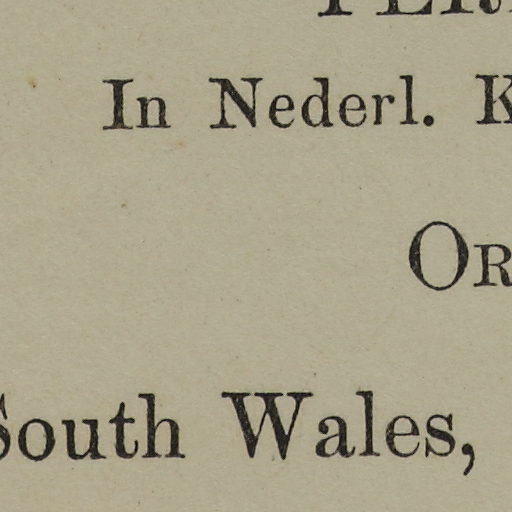 In Nederl. K
Or
South Wales,